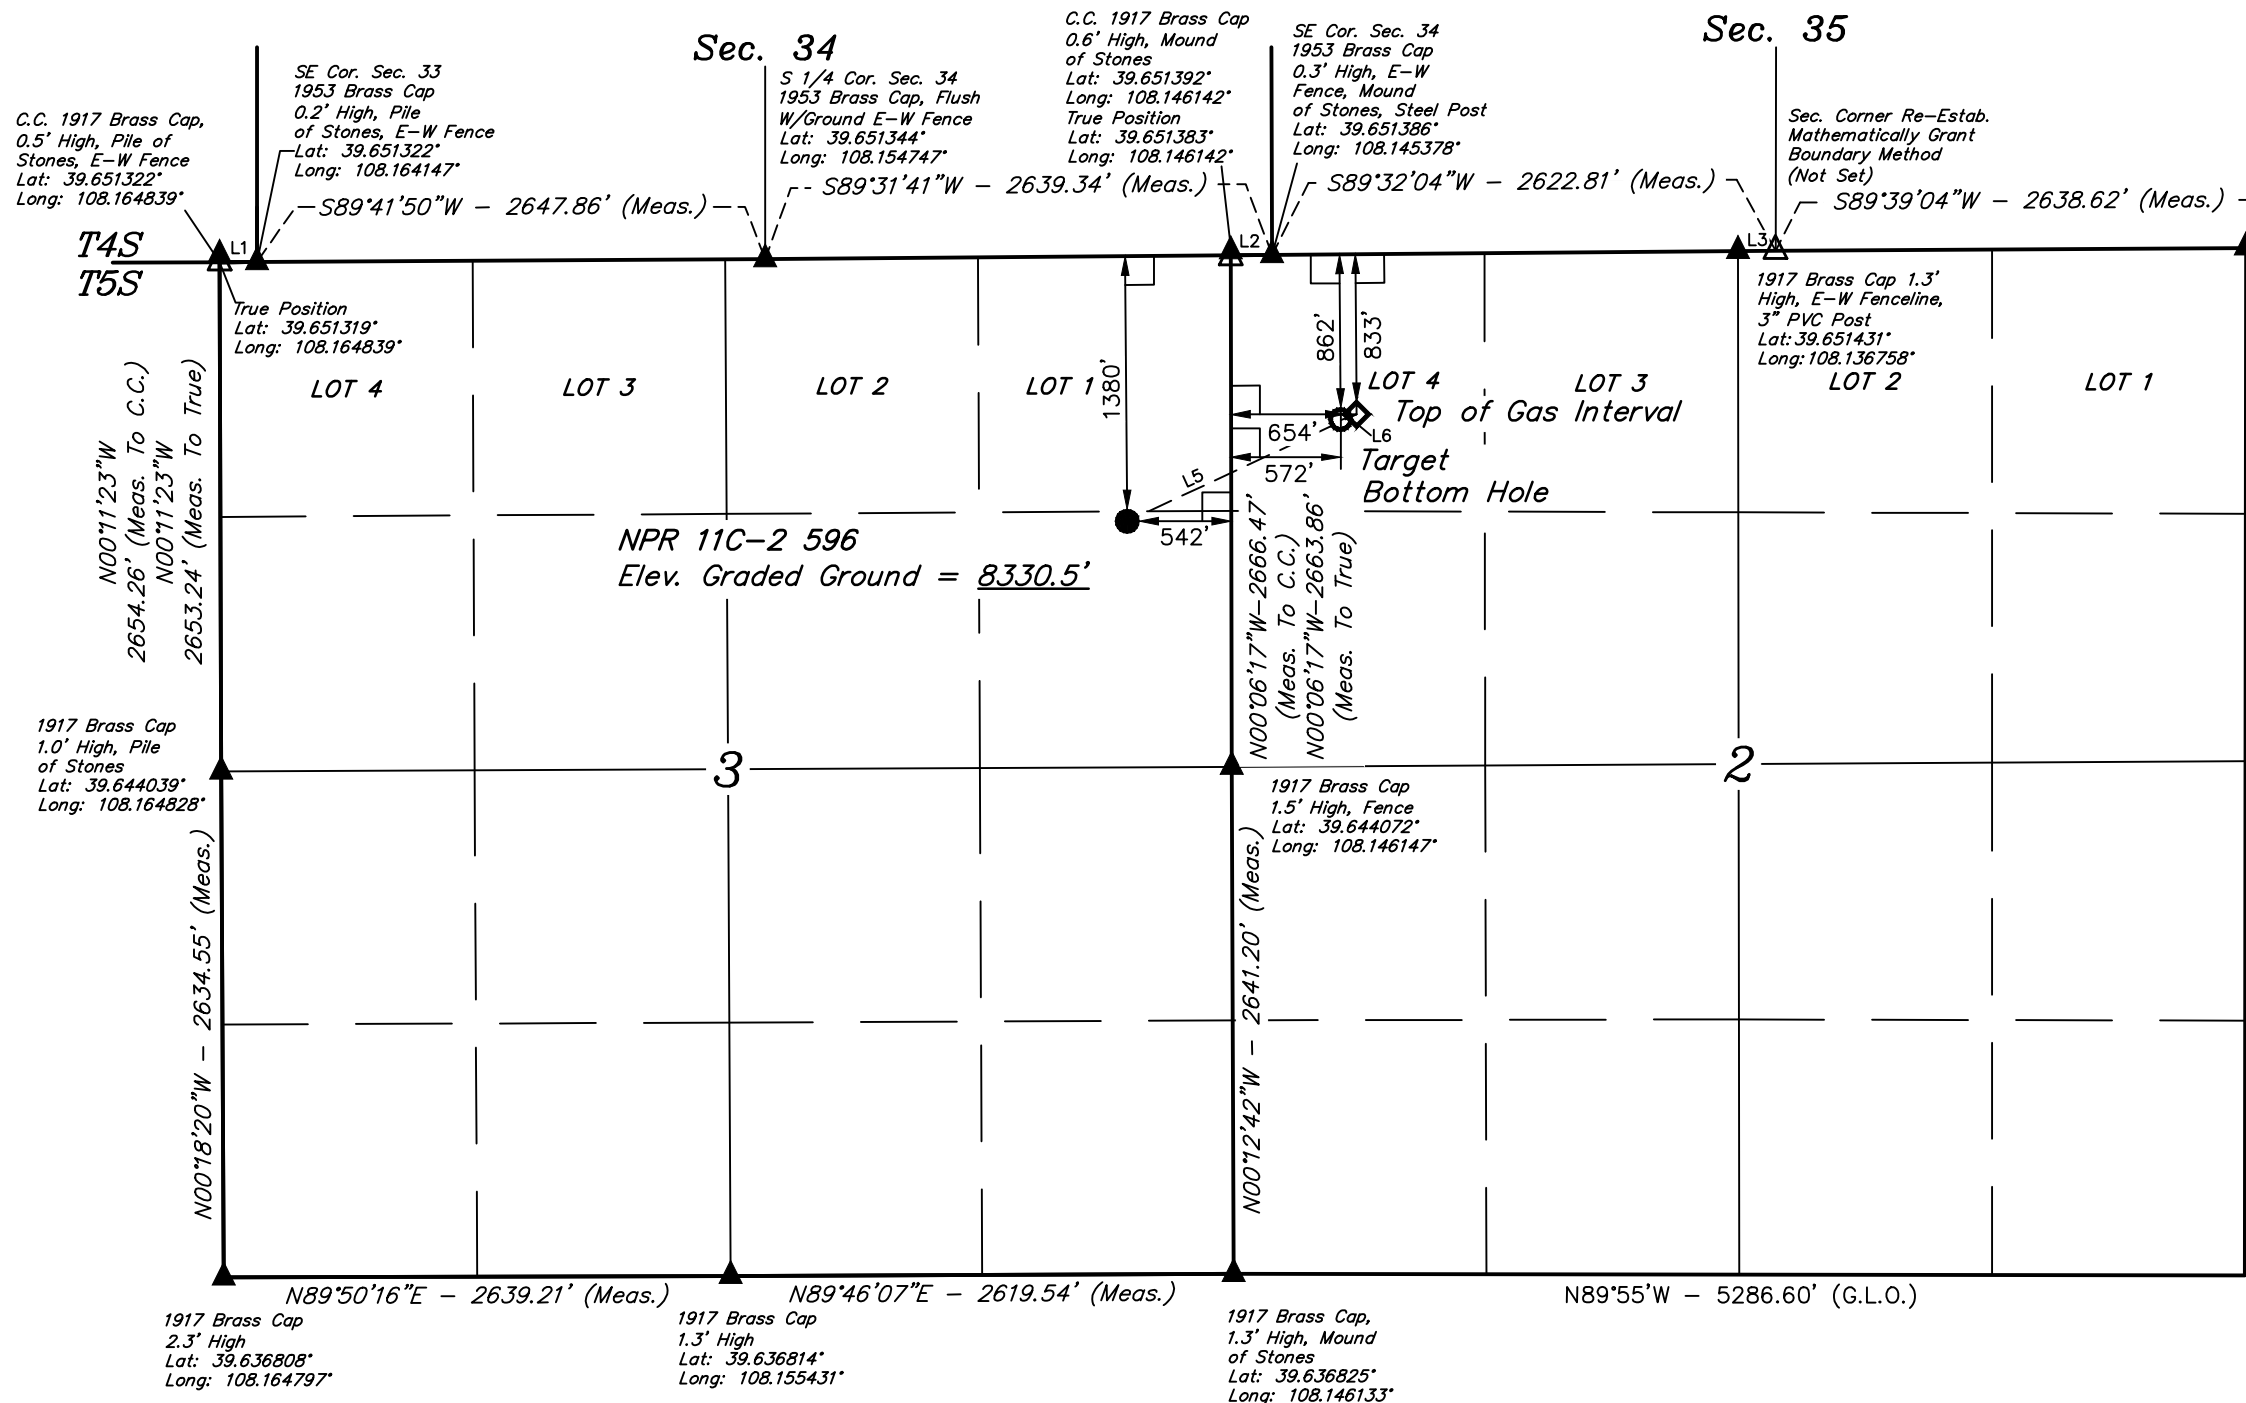 Sec. 34
Sec. 35
C.C. 1917 Brass Cap,
0.5' High, Pile of
Stones, E-W Fence
Lat: 39.651322°
Long: 108.164839°
SE Cor. Sec. 33
1953 Brass Cap
0.2' High, Pile
of Stones, E-W Fence
Lat: 39.651322°
Long: 108.164147°
S 1/4 Cor. Sec. 34
1953 Brass Cap, Flush
W/Ground E-W Fence
Lat: 39.651344°
Long: 108.154747°
C.C. 1917 Brass Cap
0.6' High, Mound
of Stones
Lat: 39.651392°
Long: 108.146142°
True Position
Lat: 39.651383°
Long: 108.146142°
SE Cor. Sec. 34
1953 Brass Cap
0.3' High, E-W
Fence, Mound
of Stones, Steel Post
Lat: 39.651386°
Long: 108.145378°
Sec. Corner Re-Estab.
Mathematically Grant
Boundary Method
(Not Set)
S89°41'50"W - 2647.86' (Meas.)
S89°31'41"W - 2639.34' (Meas.)
S89°32'04"W - 2622.81' (Meas.)
S89°39'04"W - 2638.62' (Meas.)
T4S
T5S
L1
L2
L3
True Position
Lat: 39.651319°
Long: 108.164839°
1917 Brass Cap 1.3'
High, E-W Fenceline,
3" PVC Post
Lat: 39.651431°
Long: 108.136758°
N00°11'23"W
2654.26' (Meas. To C.C.)
N00°11'23"W
2653.24' (Meas. To True)
LOT 4
LOT 3
LOT 2
LOT 1
LOT 4
LOT 3
LOT 2
LOT 1
1380'
862'
833'
Top of Gas Interval
654'
L6
572'
Target
Bottom Hole
L5
542'
NPR 11C-2 596
Elev. Graded Ground = 8330.5'
N00°06'17"W-2666.47'
(Meas. To C.C.)
N00°06'17"W-2663.86'
(Meas. To True)
1917 Brass Cap
1.0' High, Pile
of Stones
Lat: 39.644039°
Long: 108.164828°
3
2
1917 Brass Cap
1.5' High, Fence
Lat: 39.644072°
Long: 108.146147°
N00°18'20"W - 2634.55' (Meas.)
N00°12'42"W - 2641.20' (Meas.)
N89°50'16"E - 2639.21' (Meas.)
N89°46'07"E - 2619.54' (Meas.)
N89°55'W - 5286.60' (G.L.O.)
1917 Brass Cap
2.3' High
Lat: 39.636808°
Long: 108.164797°
1917 Brass Cap
1.3' High
Lat: 39.636814°
Long: 108.155431°
1917 Brass Cap,
1.3' High, Mound
of Stones
Lat: 39.636825°
Long: 108.146133°